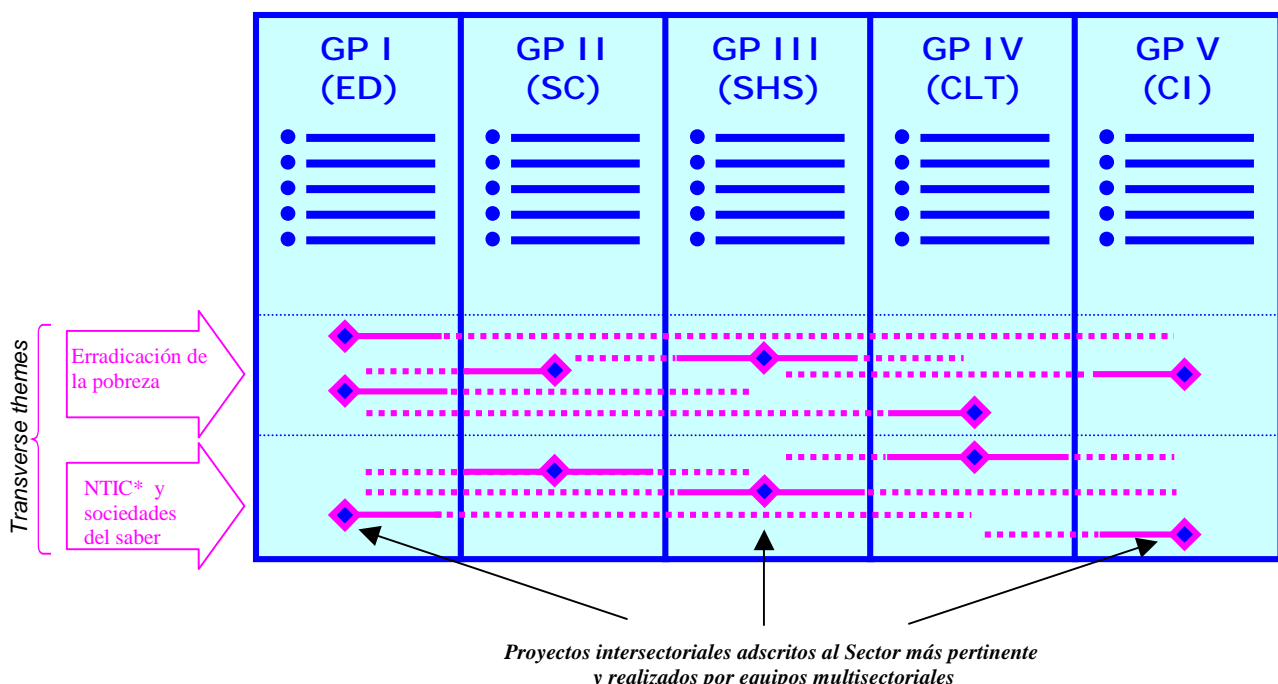 GP I
(ED)
GP II
(SC)
GP III
(SHS)
GP IV
(CLT)
GP V
(CI)
Transverse themes
Erradicación de
la pobreza
NTIC* y
sociedades
del saber
Proyectos intersectoriales adscritos al Sector más pertinente
y realizados por equipos multisectoriales